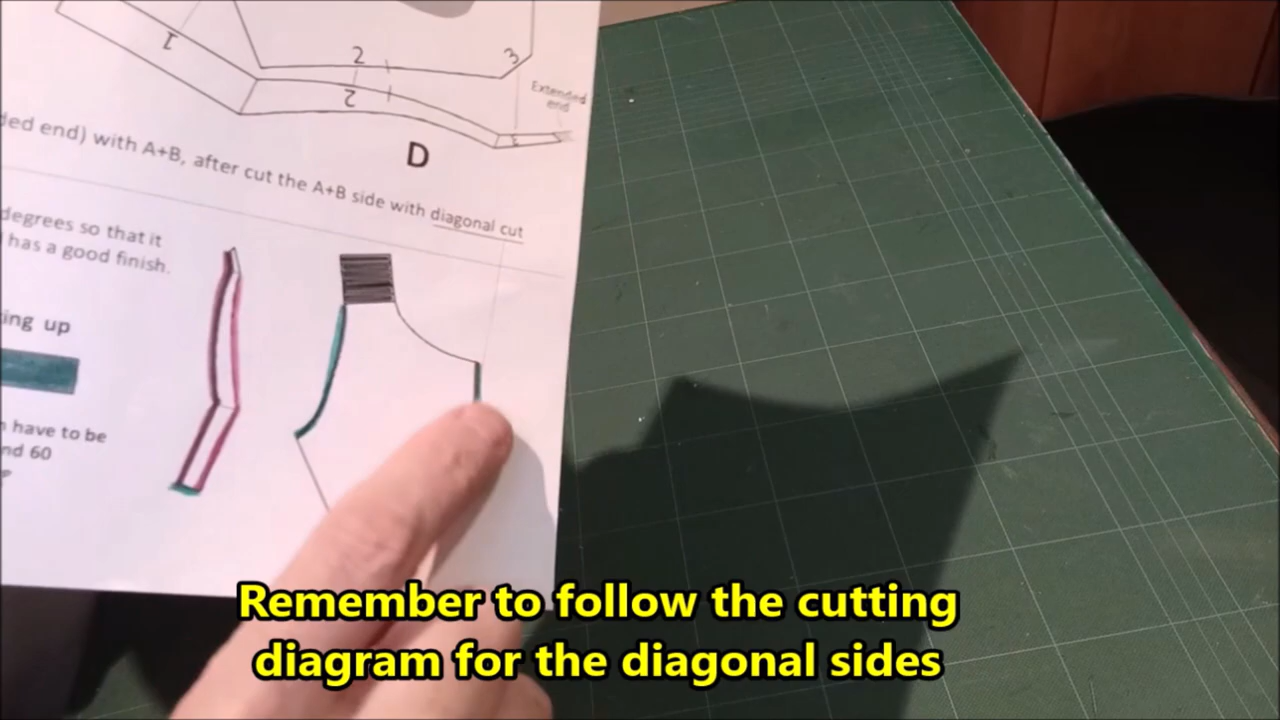 1
2
3
2
Extended
end
D
ded end) with A+B, after cut the A+B side with diagonal cut
degrees so that it
has a good finish.
ing up
have to be
nd 60
Remember to follow the cutting
diagram for the diagonal sides